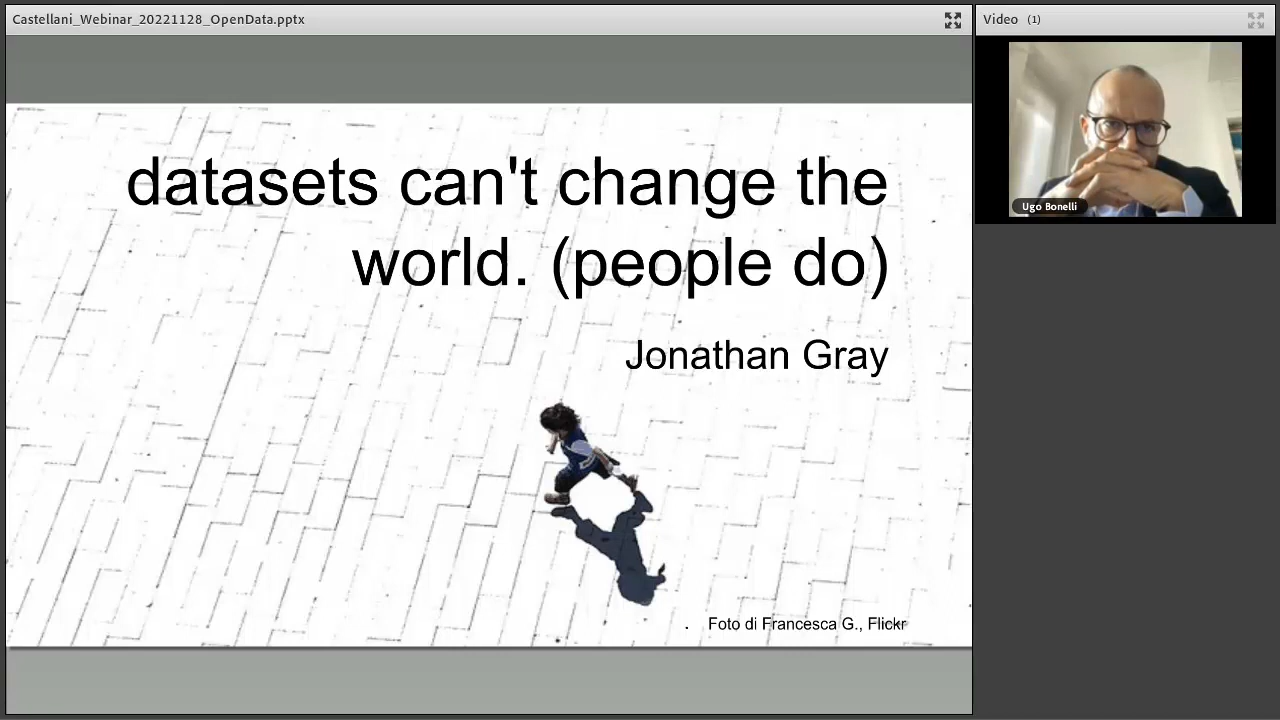 Castellani_Webinar_20221128_OpenData.pptx
Video (1)
datasets can't change the
world. (people do)
Jonathan Gray
. Foto di Francesca G., Flickr
Ugo Bonelli